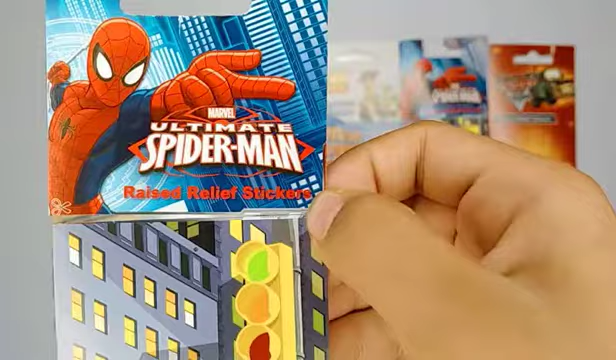 MARVEL
ULTIMATE
SPIDER-MAN
Raised Relief Stickers